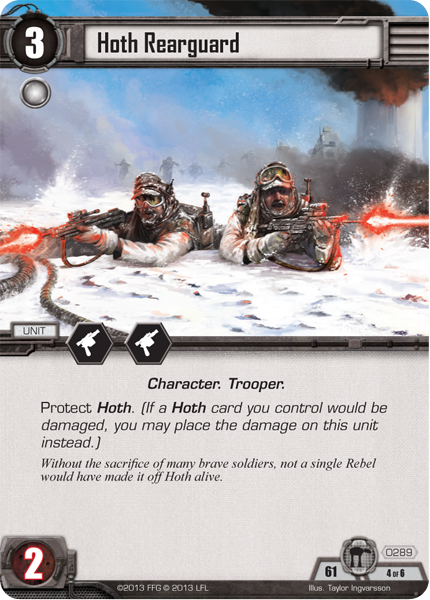 3
Hoth Rearguard
UNIT
Character. Trooper.
Protect Hoth. (If a Hoth card you control would be
damaged, you may place the damage on this unit
instead.)
Without the sacrifice of many brave soldiers, not a single Rebel
would have made it off Hoth alive.
2
0289
61
4 OF 6
©2013 FFG © 2013 LFL
Illus. Taylor Ingvarsson